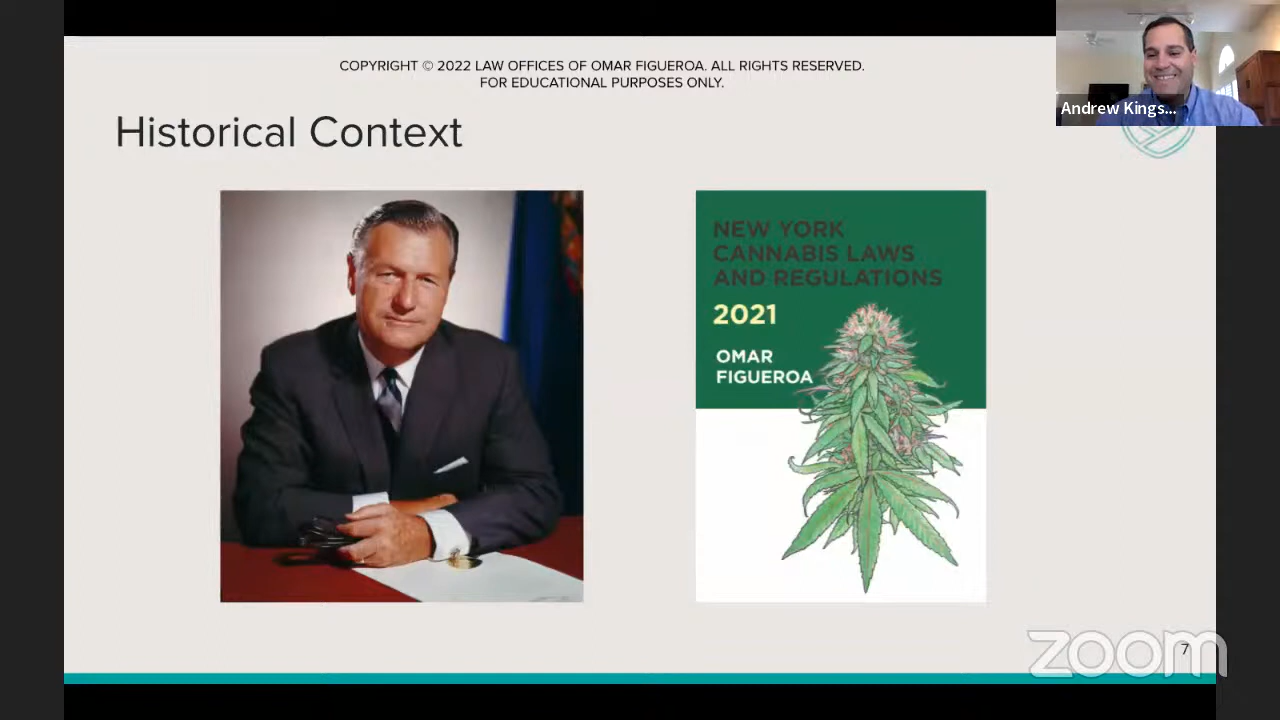 COPYRIGHT © 2022 LAW OFFICES OF OMAR FIGUEROA. ALL RIGHTS RESERVED.
FOR EDUCATIONAL PURPOSES ONLY.
Andrew Kings...
Historical Context
NEW YORK
CANNABIS LAWS
AND REGULATIONS
2021
OMAR
FIGUEROA
zoom
7